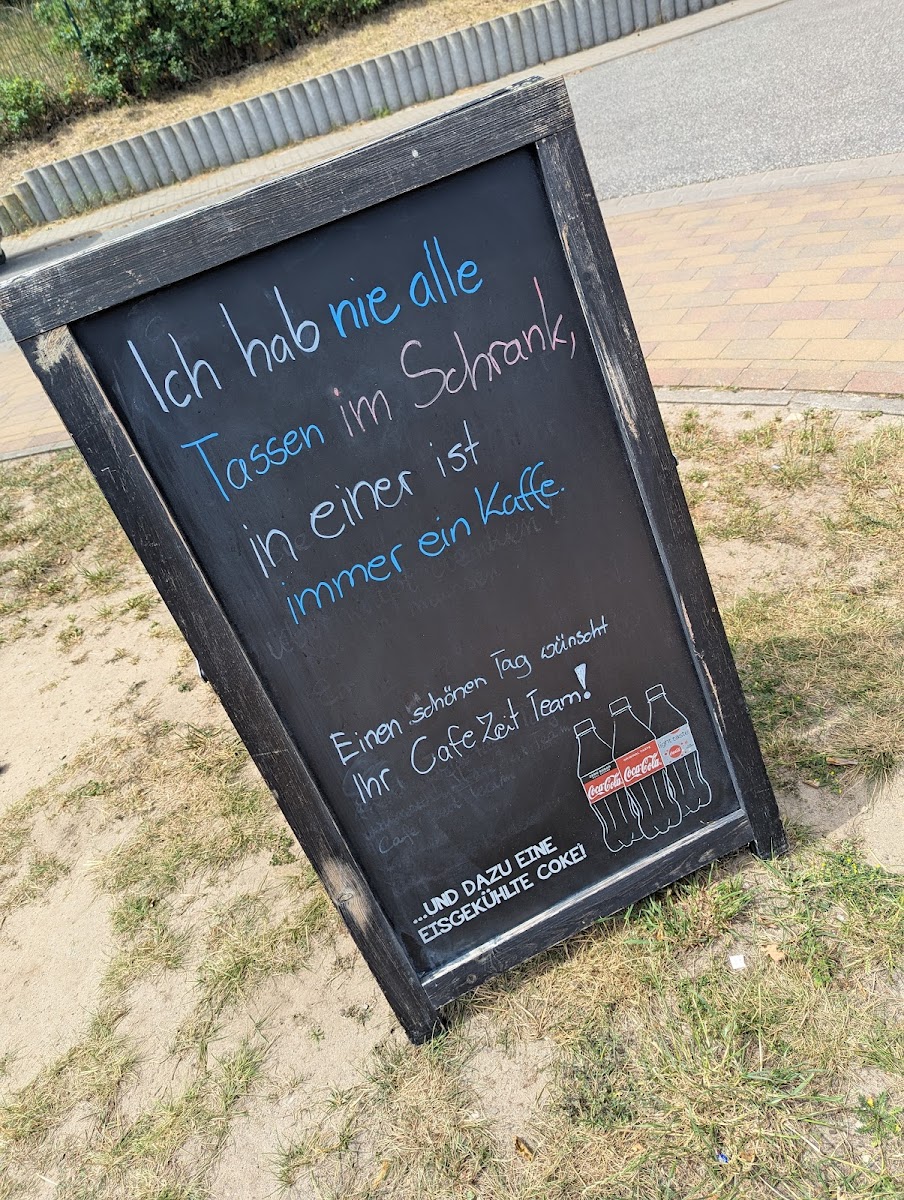 Ich hab nie alle
Tassen im Schrank,
in einer ist
immer ein Kaffe.
Einen schönen Tag wünscht
Ihr Cafe Zeit Team!
Coca-Cola
Coca-Cola
...UND DAZU EINE
EISGEKÜHLTE COKE!